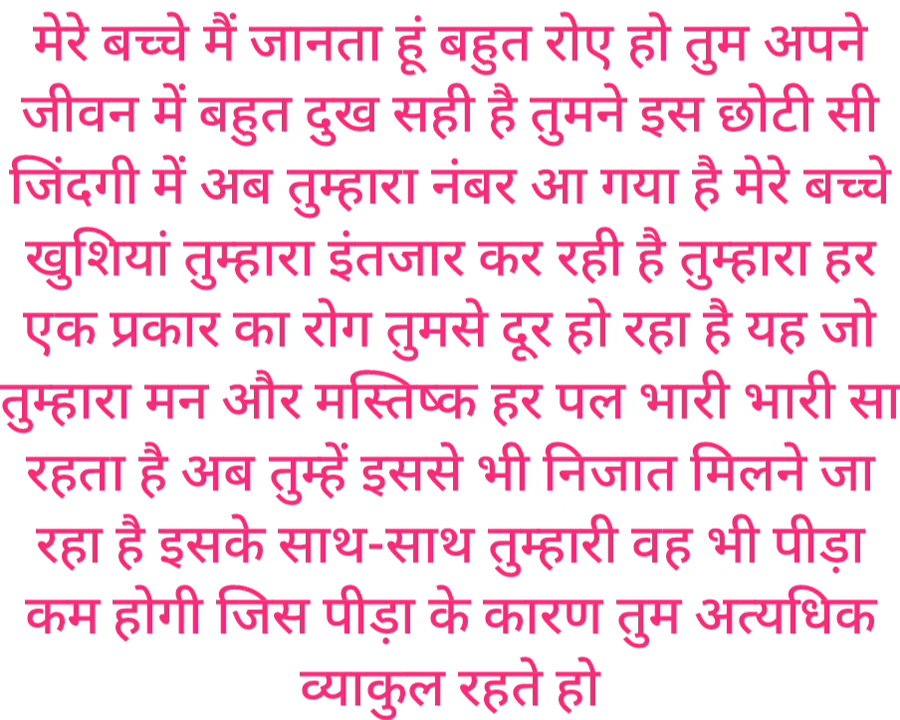 मेरे बच्चे मैं जानता हूं बहुत रोए हो तुम अपने
जीवन में बहुत दुख सही है तुमने इस छोटी सी
जिंदगी में अब तुम्हारा नंबर आ गया है मेरे बच्चे
खुशियां तुम्हारा इंतजार कर रही है तुम्हारा हर
एक प्रकार का रोग तुमसे दूर हो रहा है यह जो
तुम्हारा मन और मस्तिष्क हर पल भारी भारी सा
रहता है अब तुम्हें इससे भी निजात मिलने जा
रहा है इसके साथ-साथ तुम्हारी वह भी पीड़ा
कम होगी जिस पीड़ा के कारण तुम अत्यधिक
व्याकुल रहते हो